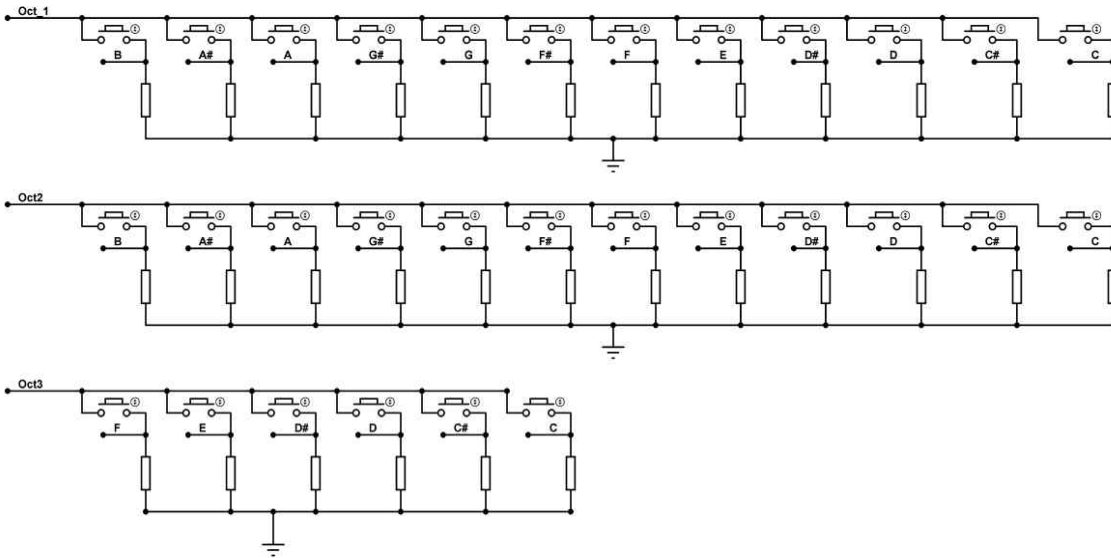 Oct_1
B A# A G# G F# F E D# D C# C
Oct2
B A# A G# G F# F E D# D C# C
Oct3
F E D# D C# C